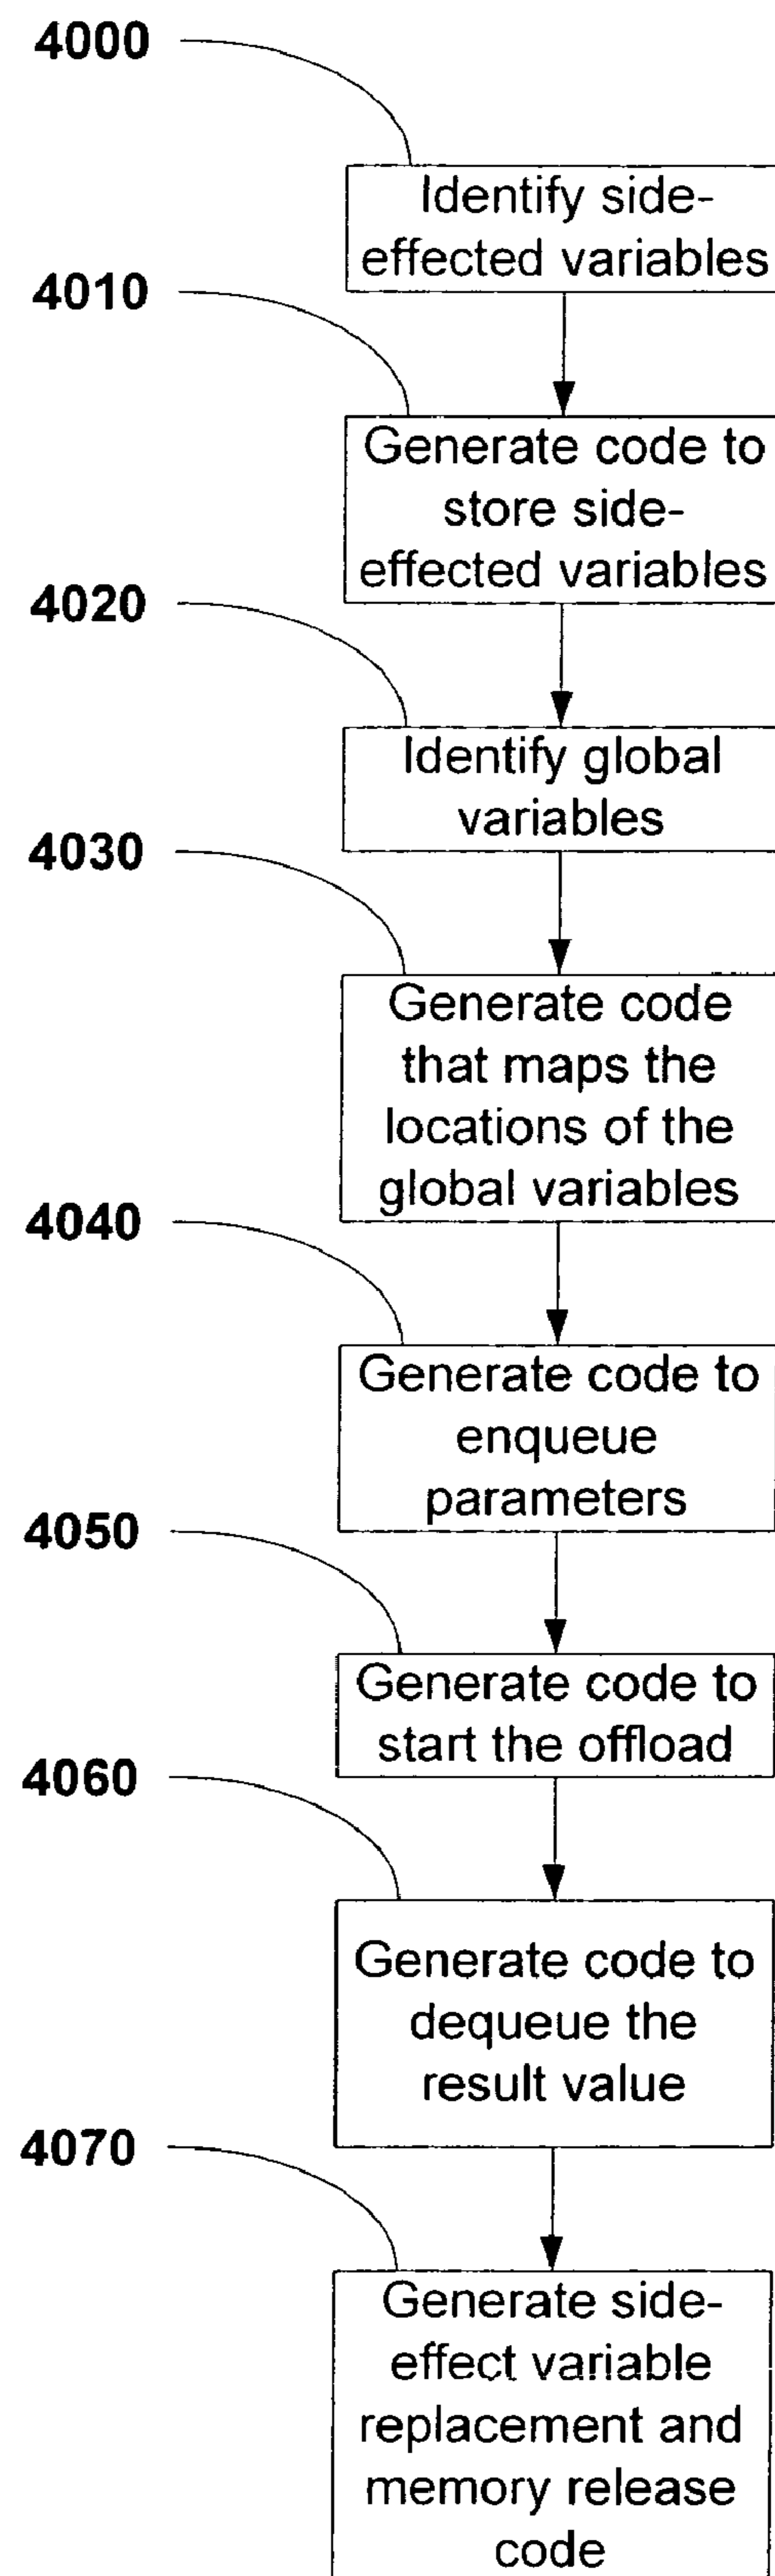 4000
Identify side-
effected variables
4010
Generate code to
store side-
effected variables
4020
Identify global
variables
4030
Generate code
that maps the
locations of the
global variables
4040
Generate code to
enqueue
parameters
4050
Generate code to
start the offload
4060
Generate code to
dequeue the
result value
4070
Generate side-
effect variable
replacement and
memory release
code